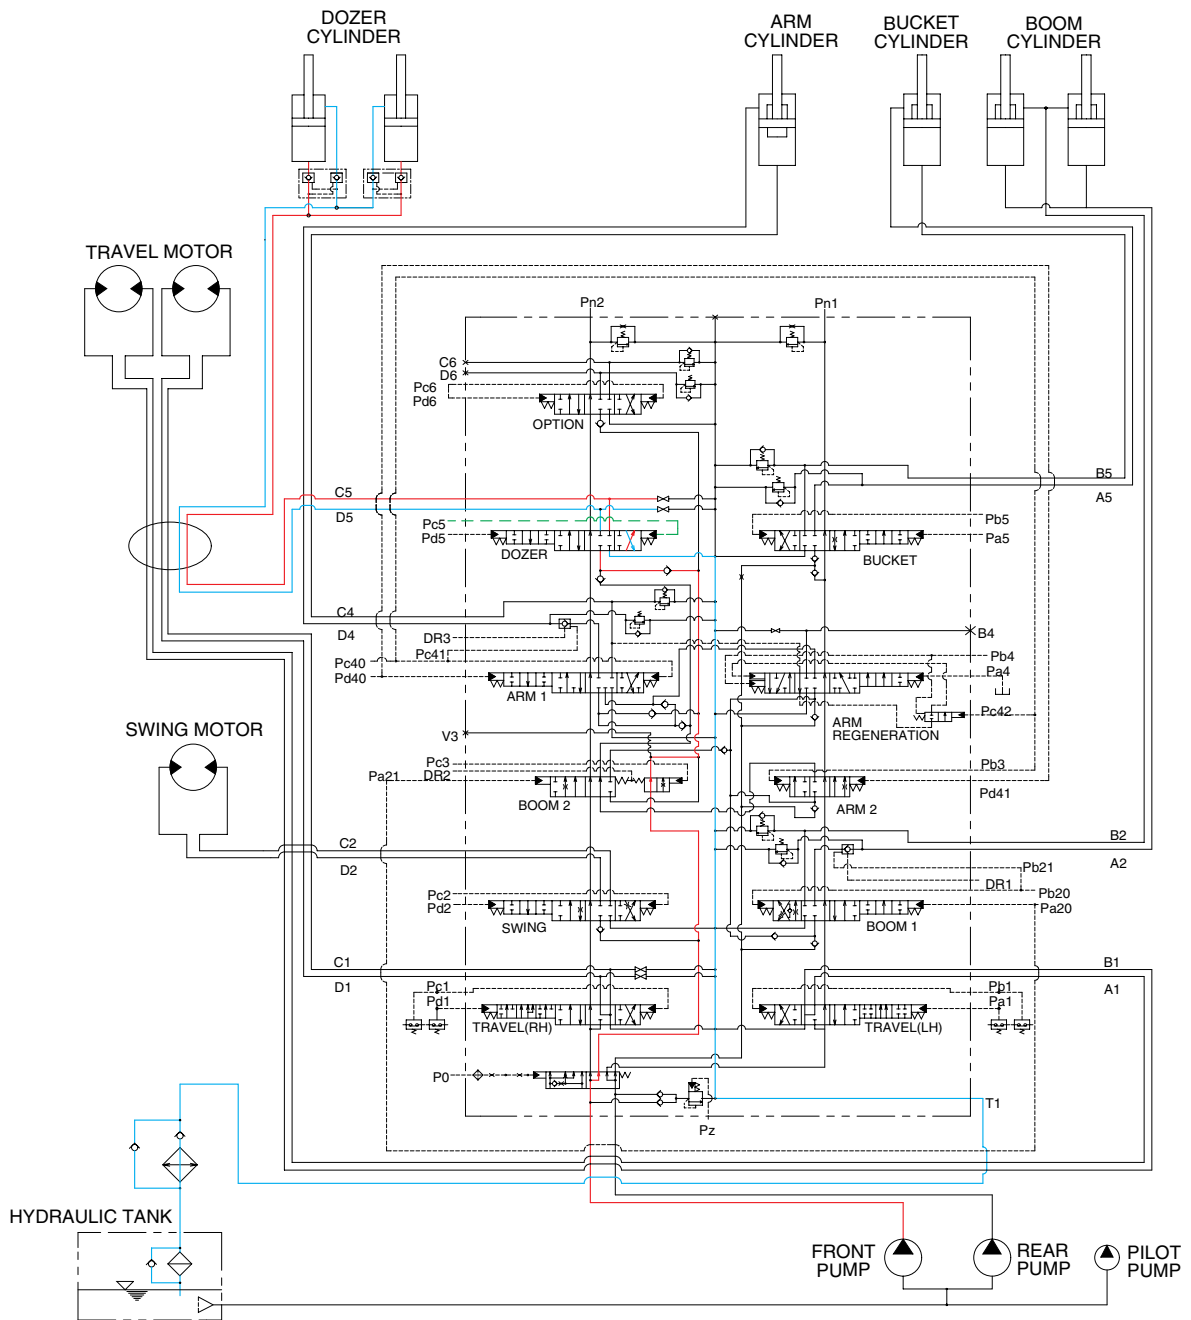 DOZER
CYLINDER
ARM
CYLINDER
BUCKET
CYLINDER
BOOM
CYLINDER
TRAVEL MOTOR
Pn2
Pn1
C6
D6
Pc6
Pd6
OPTION
C5
D5
Pc5
Pd5
DOZER
B5
A5
Pb5
Pa5
BUCKET
C4
D4
DR3
Pc41
Pc40
Pd40
ARM 1
B4
Pb4
Pa4
Pc42
ARM
REGENERATION
SWING MOTOR
V3
Pc3
DR2
Pa21
BOOM 2
Pb3
Pd41
ARM 2
C2
D2
Pc2
Pd2
SWING
B2
A2
Pb21
DR1
Pb20
Pa20
BOOM 1
C1
D1
Pc1
Pd1
TRAVEL(RH)
B1
A1
Pb1
Pa1
TRAVEL(LH)
P0
Pz
T1
HYDRAULIC TANK
FRONT
PUMP
REAR
PUMP
PILOT
PUMP